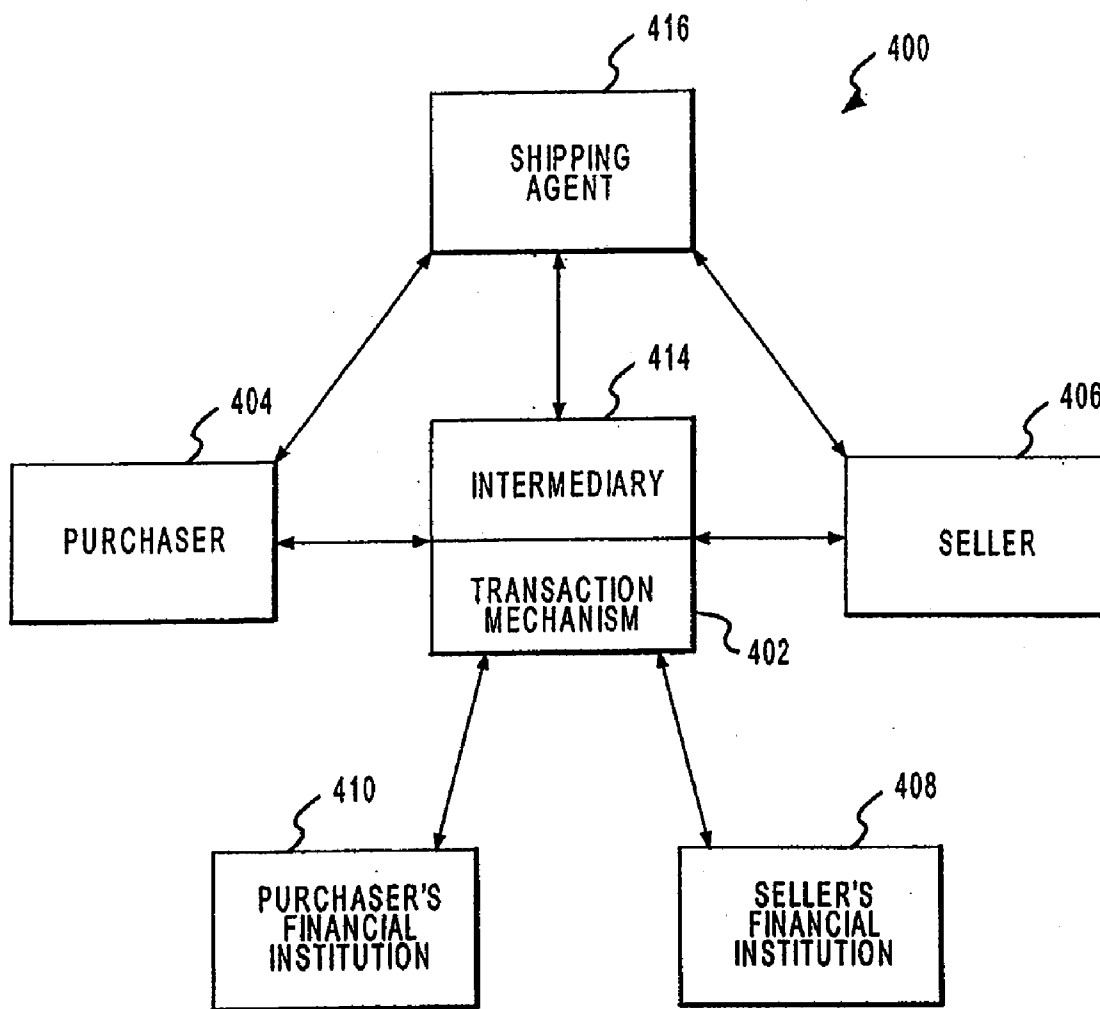 416
400
SHIPPING
AGENT
414
404
406
INTERMEDIARY
PURCHASER
SELLER
TRANSACTION
MECHANISM
402
410
408
PURCHASER'S
FINANCIAL
INSTITUTION
SELLER'S
FINANCIAL
INSTITUTION